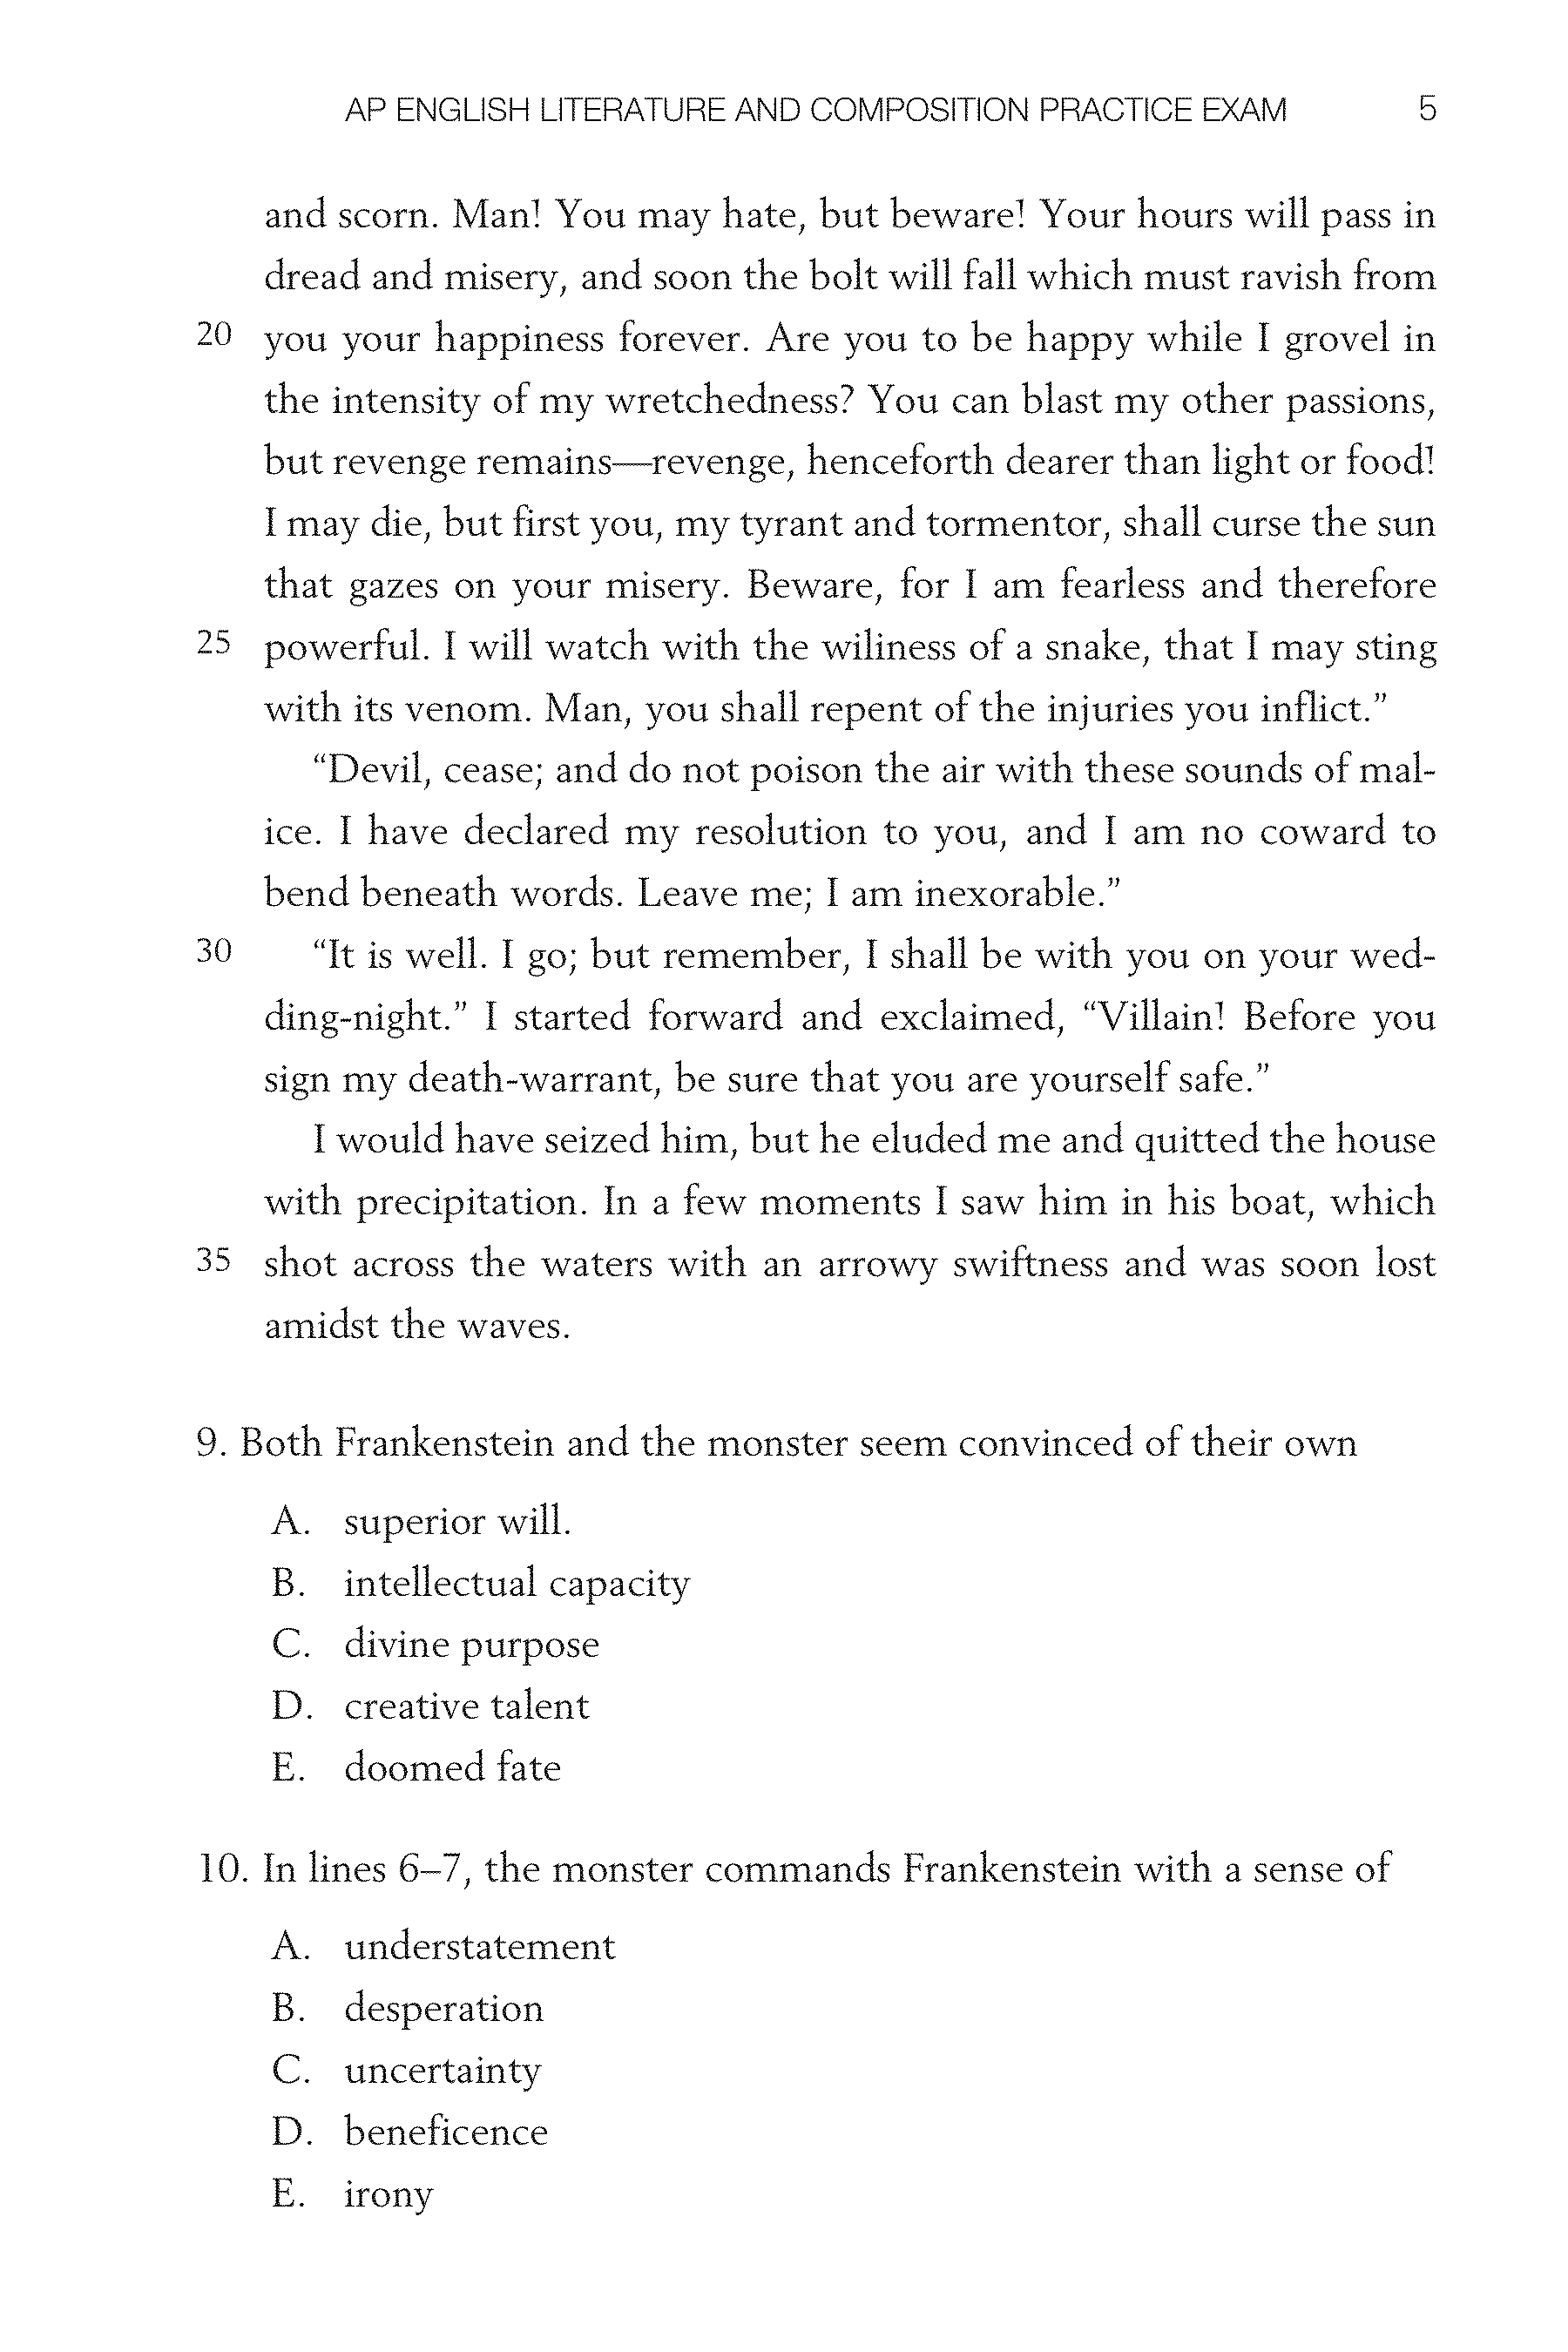 AP ENGLISH LITERATURE AND COMPOSITION PRACTICE EXAM 5
and scorn. Man! You may hate, but beware! Your hours will pass in
dread and misery, and soon the bolt will fall which must ravish from
20 you your happiness forever. Are you to be happy while I grovel in
the intensity of my wretchedness? You can blast my other passions,
but revenge remains—revenge, henceforth dearer than light or food!
I may die, but first you, my tyrant and tormentor, shall curse the sun
that gazes on your misery. Beware, for I am fearless and therefore
25 powerful. I will watch with the wiliness of a snake, that I may sting
with its venom. Man, you shall repent of the injuries you inflict.”
“Devil, cease; and do not poison the air with these sounds of mal-
ice. I have declared my resolution to you, and I am no coward to
bend beneath words. Leave me; I am inexorable.”
30 “It is well. I go; but remember, I shall be with you on your wed-
ding-night.” I started forward and exclaimed, “Villain! Before you
sign my death-warrant, be sure that you are yourself safe.”
I would have seized him, but he eluded me and quitted the house
with precipitation. In a few moments I saw him in his boat, which
35 shot across the waters with an arrowy swiftness and was soon lost
amidst the waves.
9. Both Frankenstein and the monster seem convinced of their own
A. superior will.
B. intellectual capacity
C. divine purpose
D. creative talent
E. doomed fate
10. In lines 6–7, the monster commands Frankenstein with a sense of
A. understatement
B. desperation
C. uncertainty
D. beneficence
E. irony